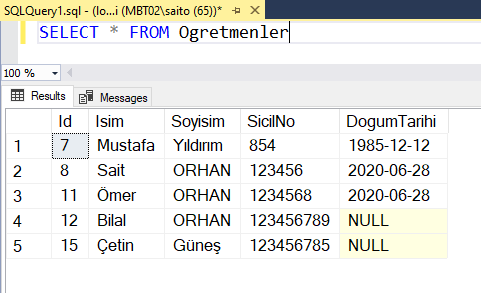 SQLQuery1.sql - (lo...i (MBT02\saito (65))*
SELECT * FROM Ogretmenler
100 %
Results Messages
Id Isim Soyisim SicilNo DogumTarihi
1 7 Mustafa Yıldırım 854 1985-12-12
2 8 Sait ORHAN 123456 2020-06-28
3 11 Ömer ORHAN 1234568 2020-06-28
4 12 Bilal ORHAN 123456789 NULL
5 15 Çetin Güneş 123456785 NULL